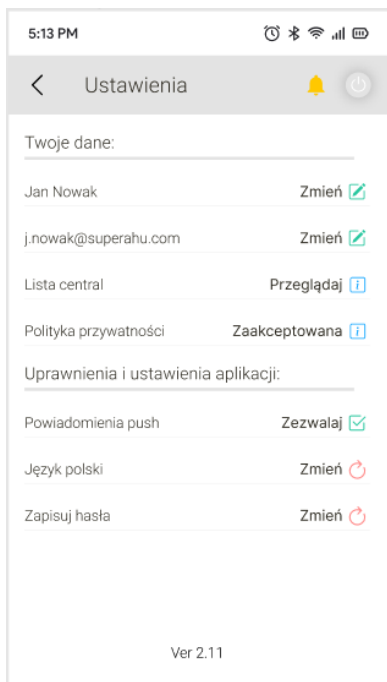 5:13 PM
Ustawienia
Twoje dane:
Jan Nowak Zmień
j.nowak@superahu.com Zmień
Lista central Przeglądaj
Polityka prywatności Zaakceptowana
Uprawnienia i ustawienia aplikacji:
Powiadomienia push Zezwalaj
Język polski Zmień
Zapisuj hasła Zmień
Ver 2.11